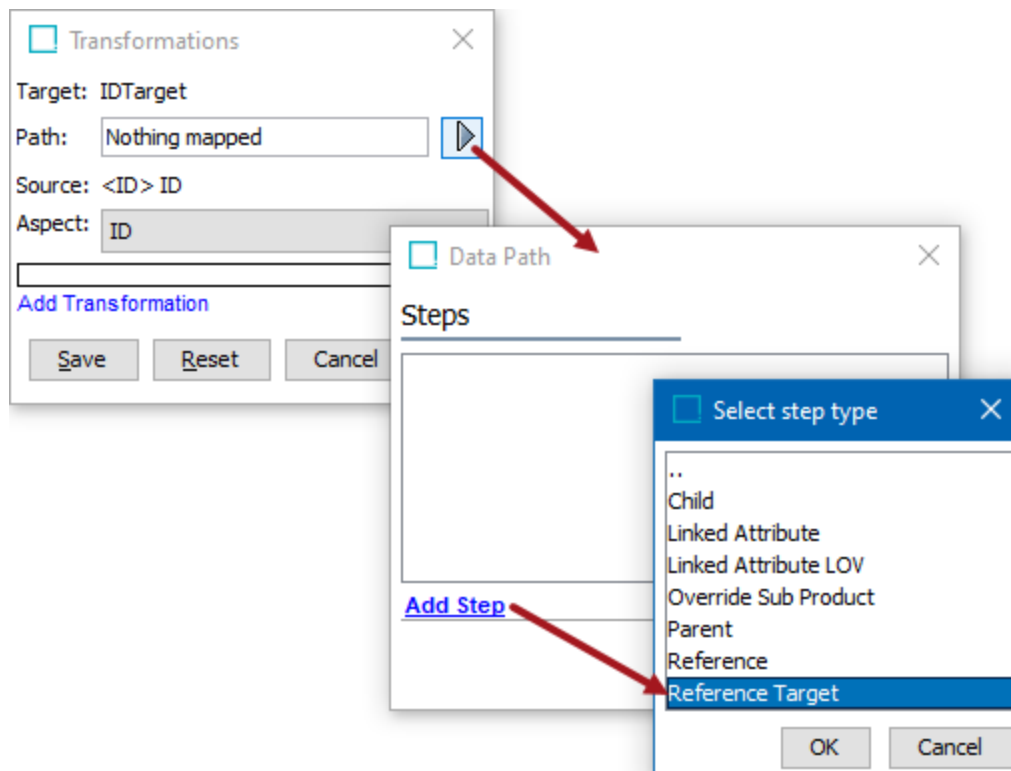 Transformations
Target: IDTarget
Path: Nothing mapped
Source: <ID> ID
Aspect: ID
Add Transformation
Save Reset Cancel
Data Path
Steps
Add Step
Select step type
..
Child
Linked Attribute
Linked Attribute LOV
Override Sub Product
Parent
Reference
Reference Target
OK Cancel